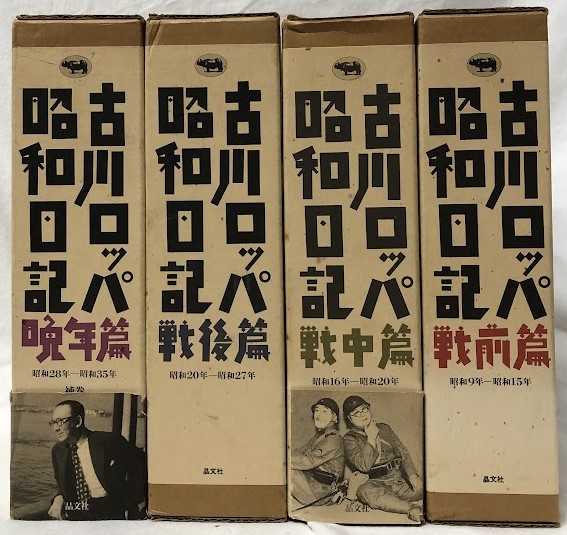 古川ロッパ
昭和日記
戦前篇
昭和9年―昭和15年
晶文社
古川ロッパ
昭和日記
戦中篇
昭和16年―昭和20年
晶文社
古川ロッパ
昭和日記
戦後篇
昭和20年―昭和27年
晶文社
古川ロッパ
昭和日記
晩年篇
昭和28年―昭和35年
補巻
晶文社